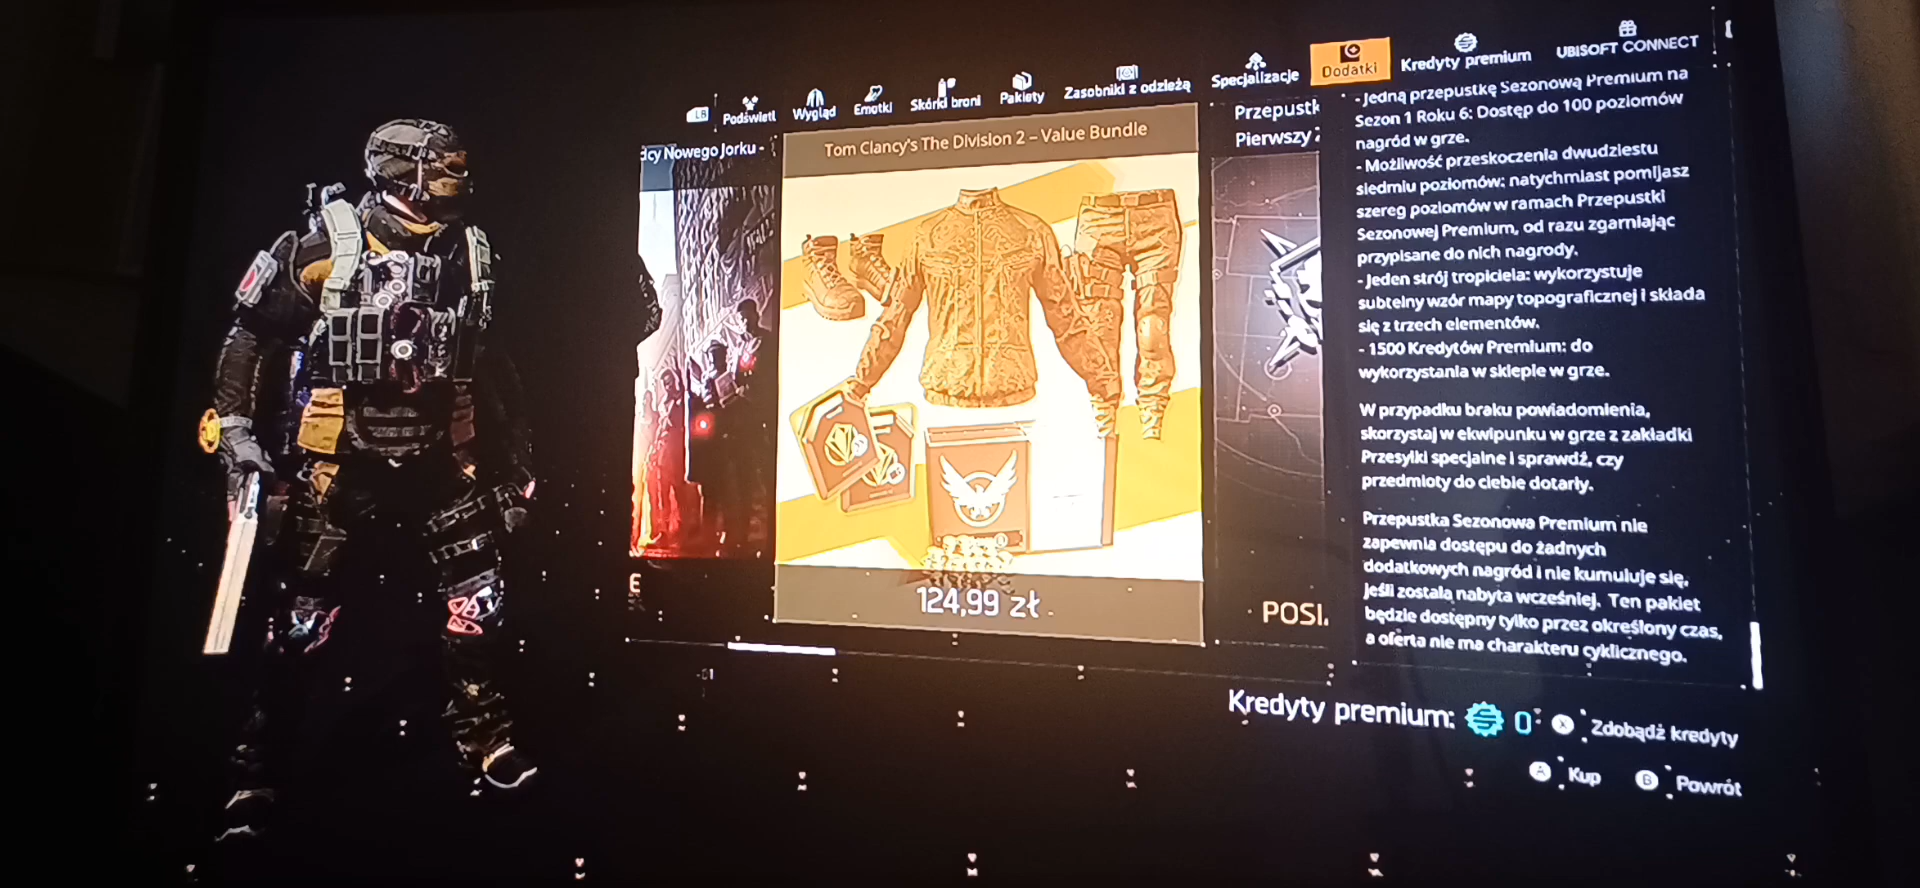 LB
Podświetl
Wygląd
Emotki
Skórki broni
Pakiety
Zasobniki z odzieżą
Specjalizacje
Dodatki
Kredyty premium
UBISOFT CONNECT
dcy Nowego Jorku -
E
Tom Clancy's The Division 2 – Value Bundle
124,99 zł
Przepustk
Pierwszy
POSI.
- Jedną przepustkę Sezonową Premium na
Sezon 1 Roku 6: Dostęp do 100 poziomów
nagród w grze.
- Możliwość przeskoczenia dwudziestu
siedmiu poziomów: natychmiast pomijasz
szereg poziomów w ramach Przepustki
Sezonowej Premium, od razu zgarniając
przypisane do nich nagrody.
- Jeden strój tropiciela: wykorzystuje
subtelny wzór mapy topograficznej i składa
się z trzech elementów.
- 1500 Kredytów Premium: do
wykorzystania w sklepie w grze.
W przypadku braku powiadomienia,
skorzystaj w ekwipunku w grze z zakładki
Przesyłki specjalne i sprawdź, czy
przedmioty do ciebie dotarły.
Przepustka Sezonowa Premium nie
zapewnia dostępu do żadnych
dodatkowych nagród i nie kumuluje się,
jeśli została nabyta wcześniej. Ten pakiet
będzie dostępny tylko przez określony czas,
a oferta nie ma charakteru cyklicznego.
Kredyty premium: 0
X Zdobądź kredyty
A Kup
B Powrót